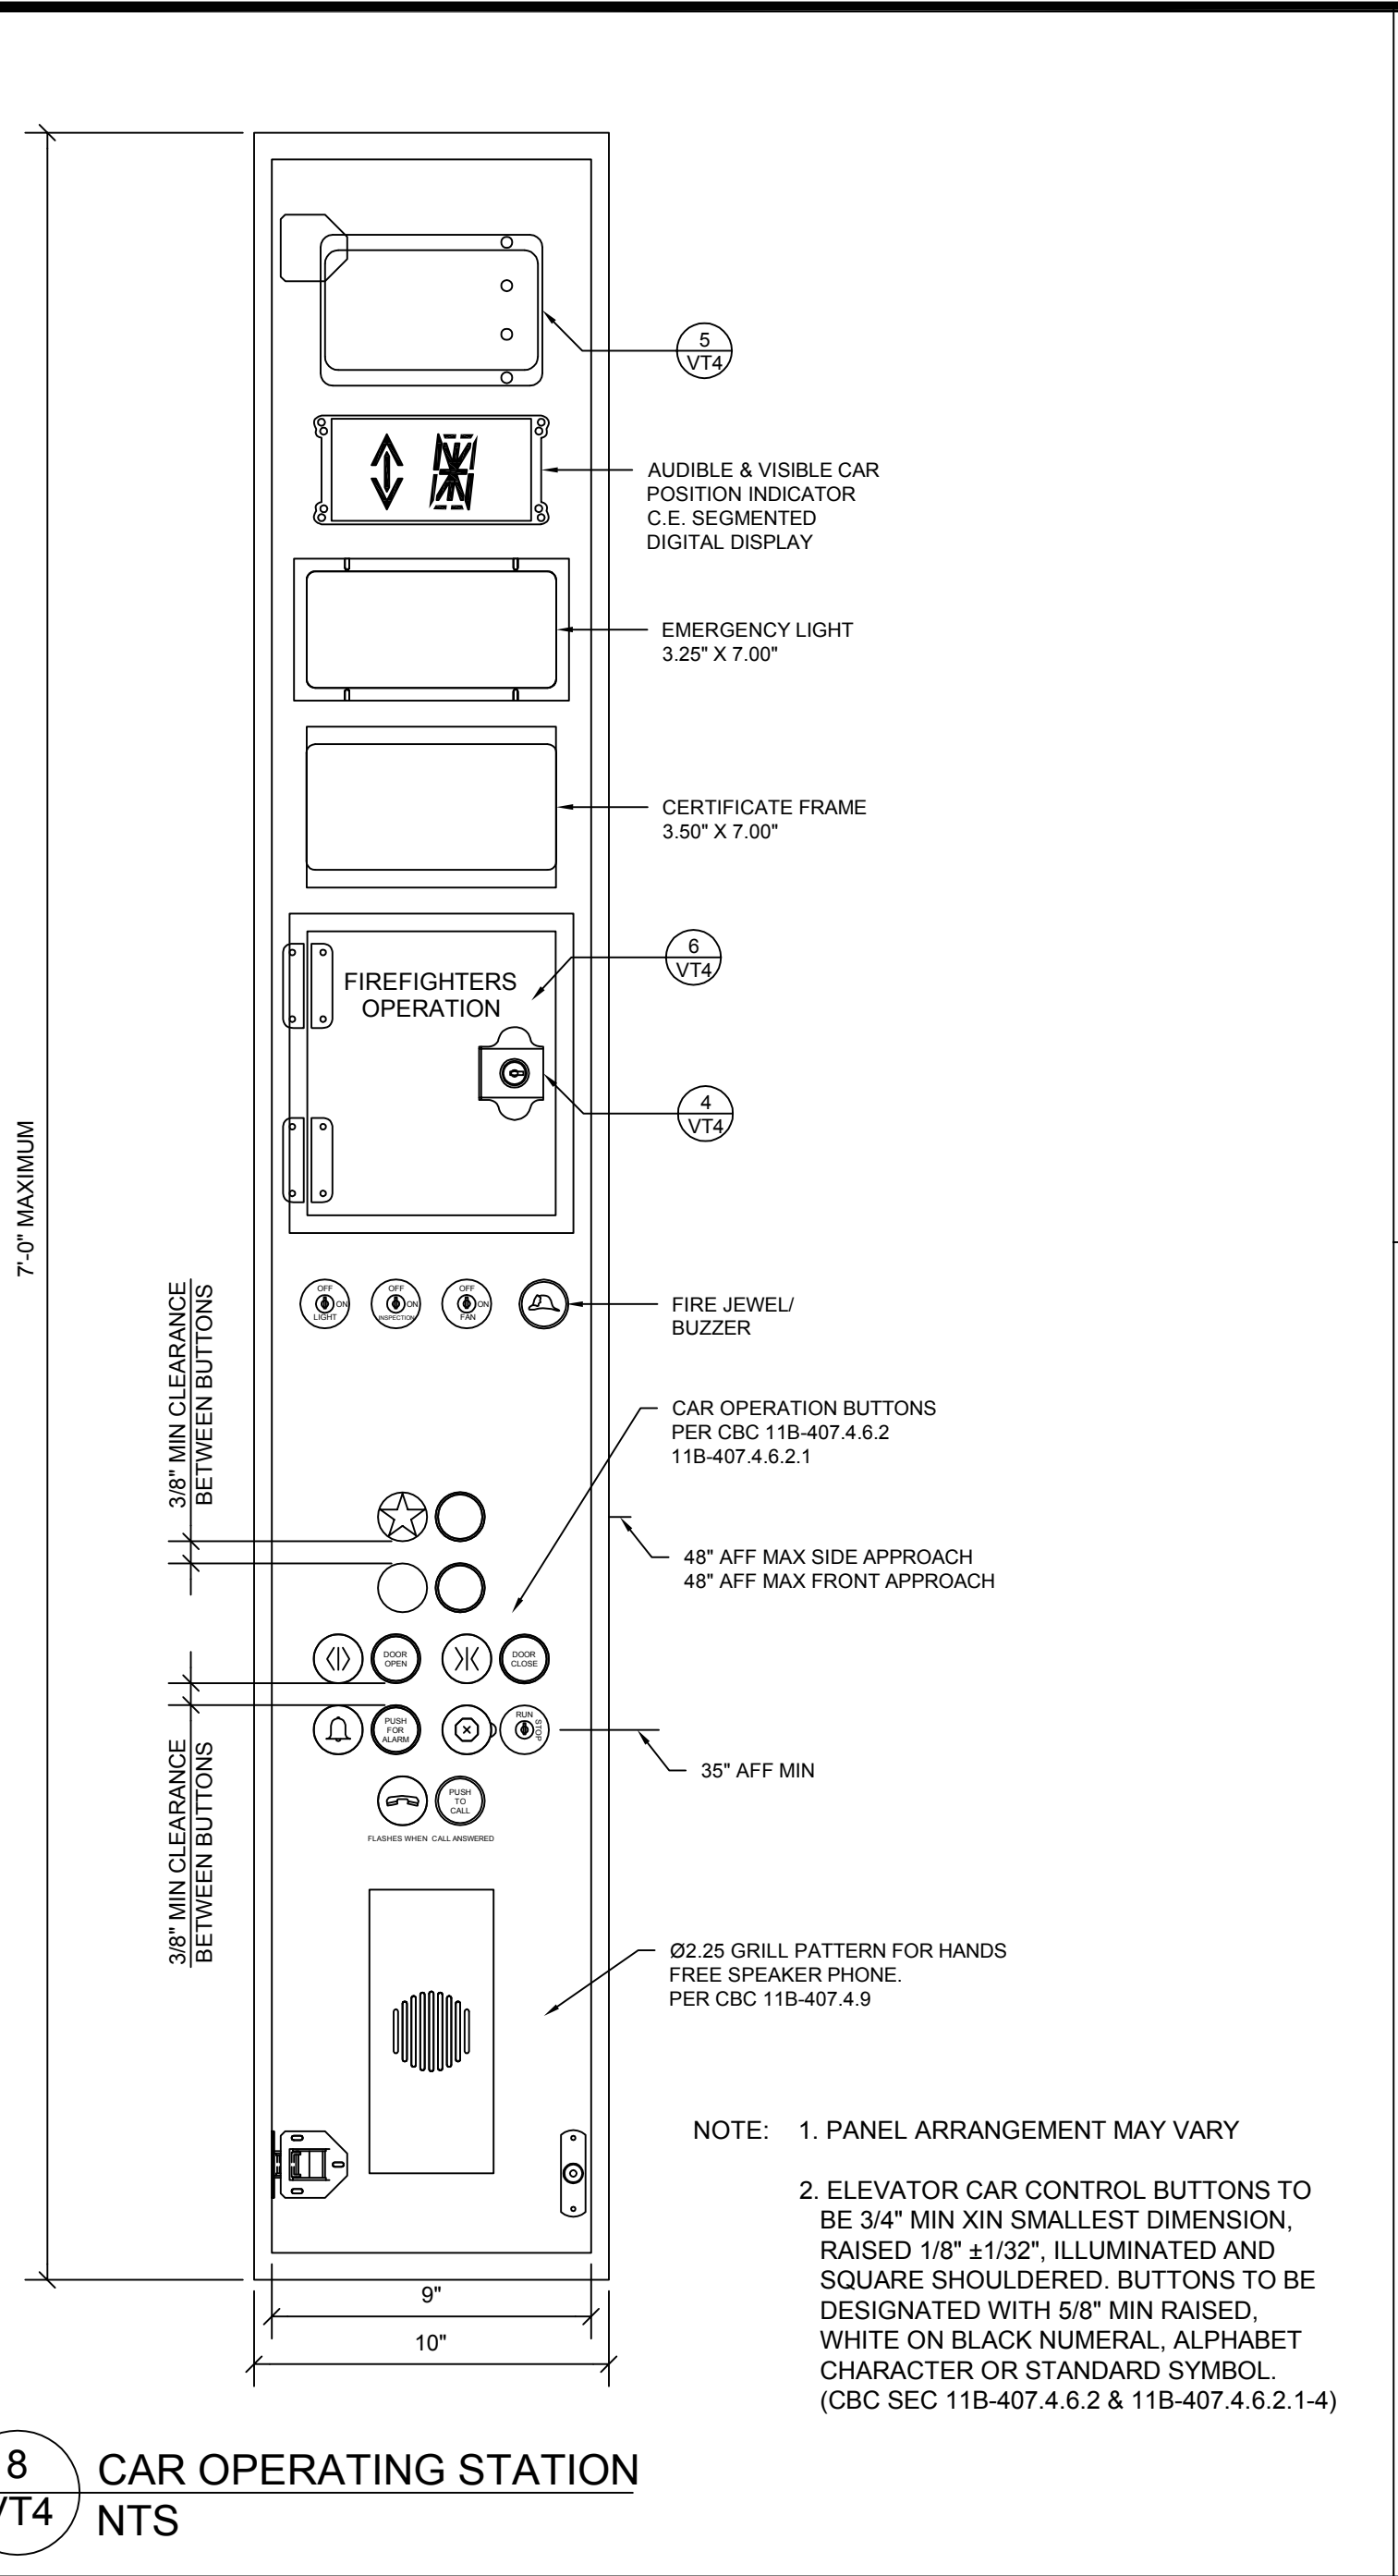 5
VT4
AUDIBLE & VISIBLE CAR
POSITION INDICATOR
C.E. SEGMENTED
DIGITAL DISPLAY
EMERGENCY LIGHT
3.25" X 7.00"
CERTIFICATE FRAME
3.50" X 7.00"
6
VT4
FIREFIGHTERS
OPERATION
4
VT4
7'-0" MAXIMUM
OFF
ON
LIGHT
OFF
ON
INSPECTION
OFF
ON
FAN
FIRE JEWEL/
BUZZER
3/8" MIN CLEARANCE
BETWEEN BUTTONS
CAR OPERATION BUTTONS
PER CBC 11B-407.4.6.2
11B-407.4.6.2.1
48" AFF MAX SIDE APPROACH
48" AFF MAX FRONT APPROACH
DOOR
OPEN
DOOR
CLOSE
PUSH
FOR
ALARM
RUN
STOP
35" AFF MIN
3/8" MIN CLEARANCE
BETWEEN BUTTONS
PUSH
TO
CALL
FLASHES WHEN CALL ANSWERED
Ø2.25 GRILL PATTERN FOR HANDS
FREE SPEAKER PHONE.
PER CBC 11B-407.4.9
NOTE: 1. PANEL ARRANGEMENT MAY VARY
2. ELEVATOR CAR CONTROL BUTTONS TO
BE 3/4" MIN XIN SMALLEST DIMENSION,
RAISED 1/8" ±1/32", ILLUMINATED AND
SQUARE SHOULDERED. BUTTONS TO BE
DESIGNATED WITH 5/8" MIN RAISED,
WHITE ON BLACK NUMERAL, ALPHABET
CHARACTER OR STANDARD SYMBOL.
(CBC SEC 11B-407.4.6.2 & 11B-407.4.6.2.1-4)
9"
10"
8
VT4
CAR OPERATING STATION
NTS